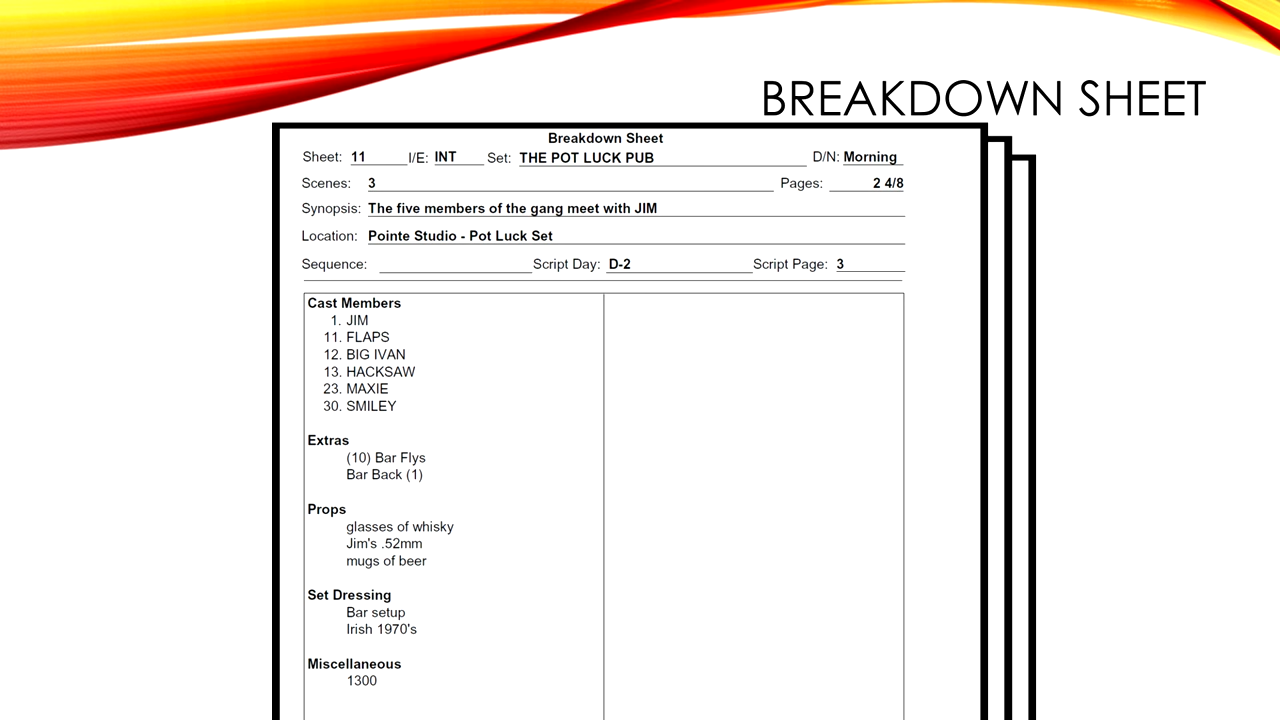 BREAKDOWN SHEET
Breakdown Sheet
Sheet: 11 I/E: INT Set: THE POT LUCK PUB D/N: Morning
Scenes: 3 Pages: 2 4/8
Synopsis: The five members of the gang meet with JIM
Location: Pointe Studio - Pot Luck Set
Sequence: Script Day: D-2 Script Page: 3
Cast Members
1. JIM
11. FLAPS
12. BIG IVAN
13. HACKSAW
23. MAXIE
30. SMILEY
Extras
(10) Bar Flys
Bar Back (1)
Props
glasses of whisky
Jim's .52mm
mugs of beer
Set Dressing
Bar setup
Irish 1970's
Miscellaneous
1300